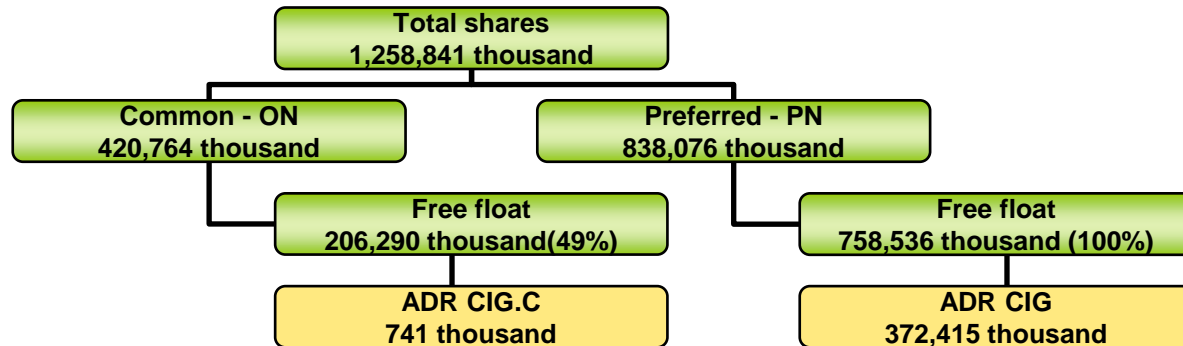 Total shares
1,258,841 thousand
Common - ON
420,764 thousand
Preferred - PN
838,076 thousand
Free float
206,290 thousand(49%)
Free float
758,536 thousand (100%)
ADR CIG.C
741 thousand
ADR CIG
372,415 thousand